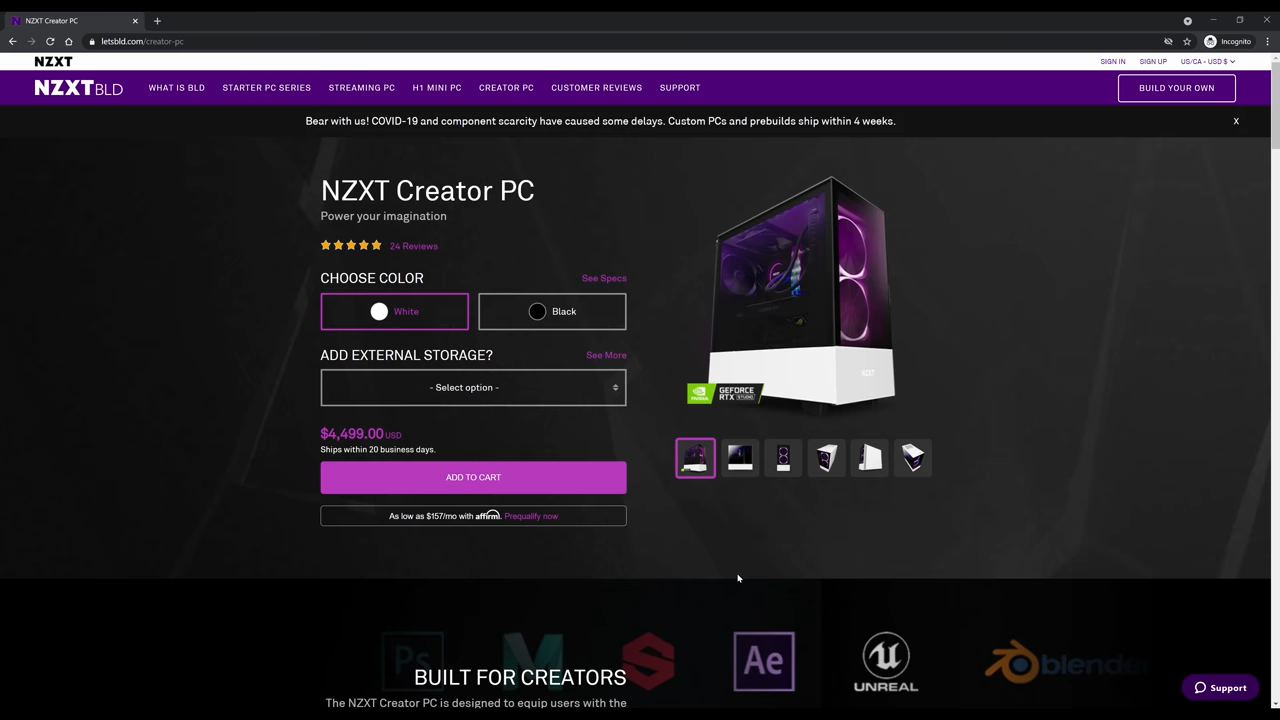 NZXT Creator PC
letsbld.com/creator-pc
Incognito
NZXT
SIGN IN
SIGN UP
US/CA - USD $
NZXT BLD
WHAT IS BLD
STARTER PC SERIES
STREAMING PC
H1 MINI PC
CREATOR PC
CUSTOMER REVIEWS
SUPPORT
BUILD YOUR OWN
Bear with us! COVID-19 and component scarcity have caused some delays. Custom PCs and prebuilds ship within 4 weeks.
X
NZXT Creator PC
Power your imagination
24 Reviews
CHOOSE COLOR
See Specs
White
Black
ADD EXTERNAL STORAGE?
See More
- Select option -
$4,499.00 USD
Ships within 20 business days.
ADD TO CART
As low as $157/mo with affirm. Prequalify now
NZXT
NVIDIA
GEFORCE
RTX STUDIO
Ps
M
S
Ae
UNREAL
blender
BUILT FOR CREATORS
The NZXT Creator PC is designed to equip users with the
Support